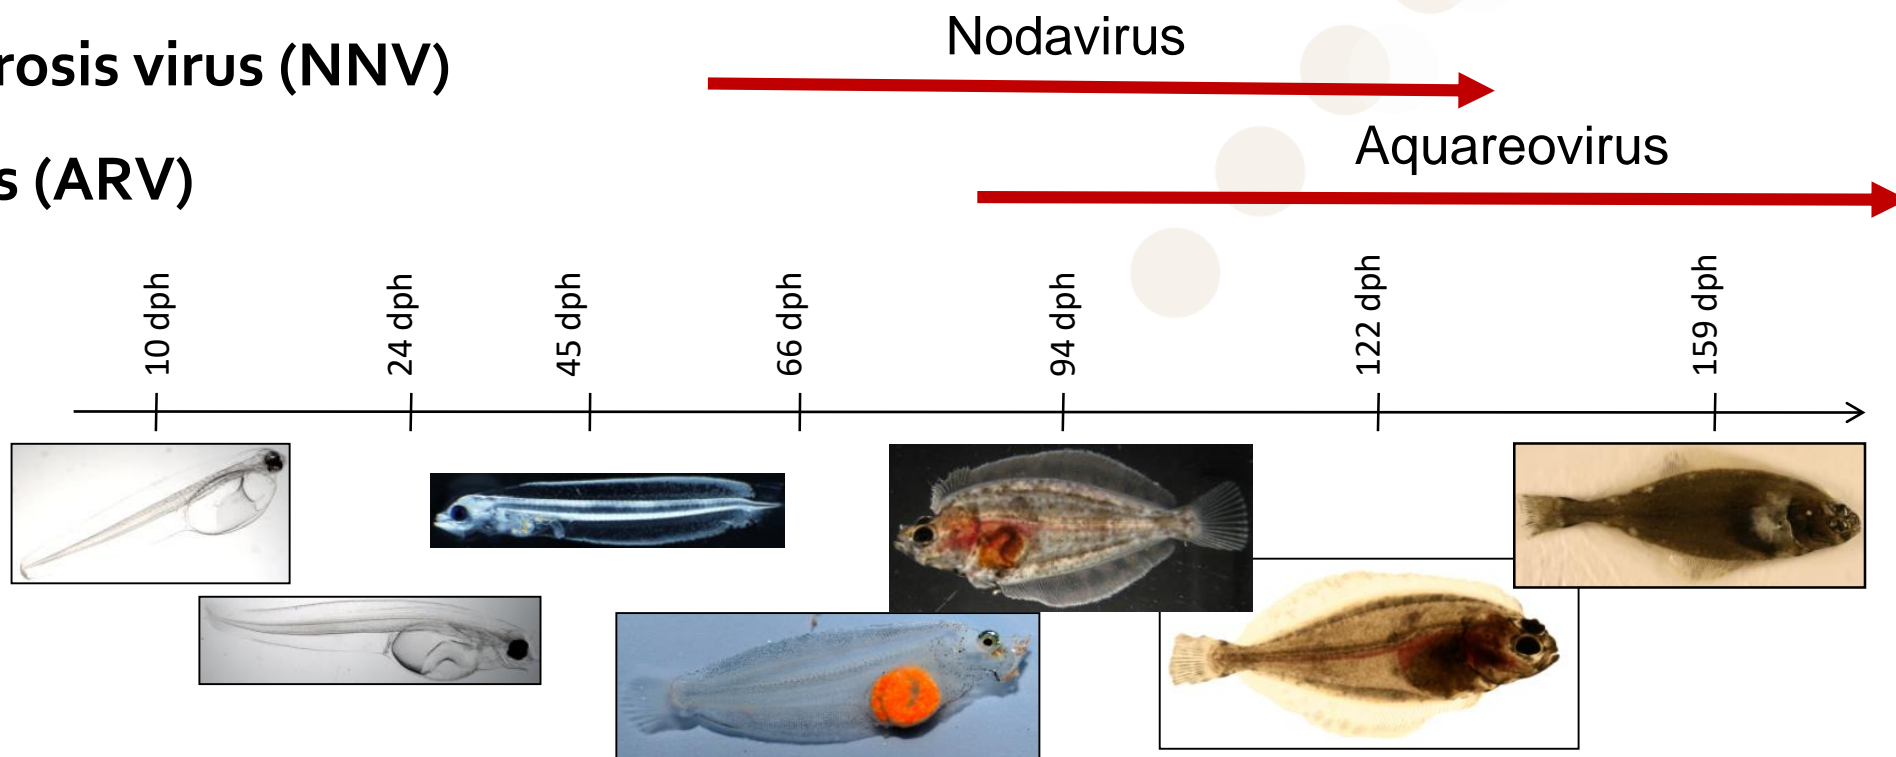 rosis virus (NNV)
Nodavirus
s (ARV)
Aquareovirus
10 dph
24 dph
45 dph
66 dph
94 dph
122 dph
159 dph